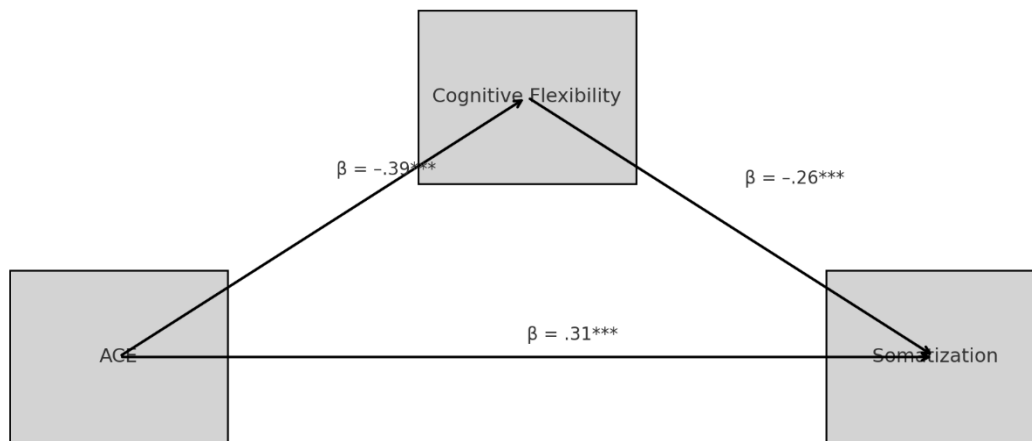 Cognitive Flexibility
β = –.39***
β = –.26***
β = .31***
ACE
Somatization